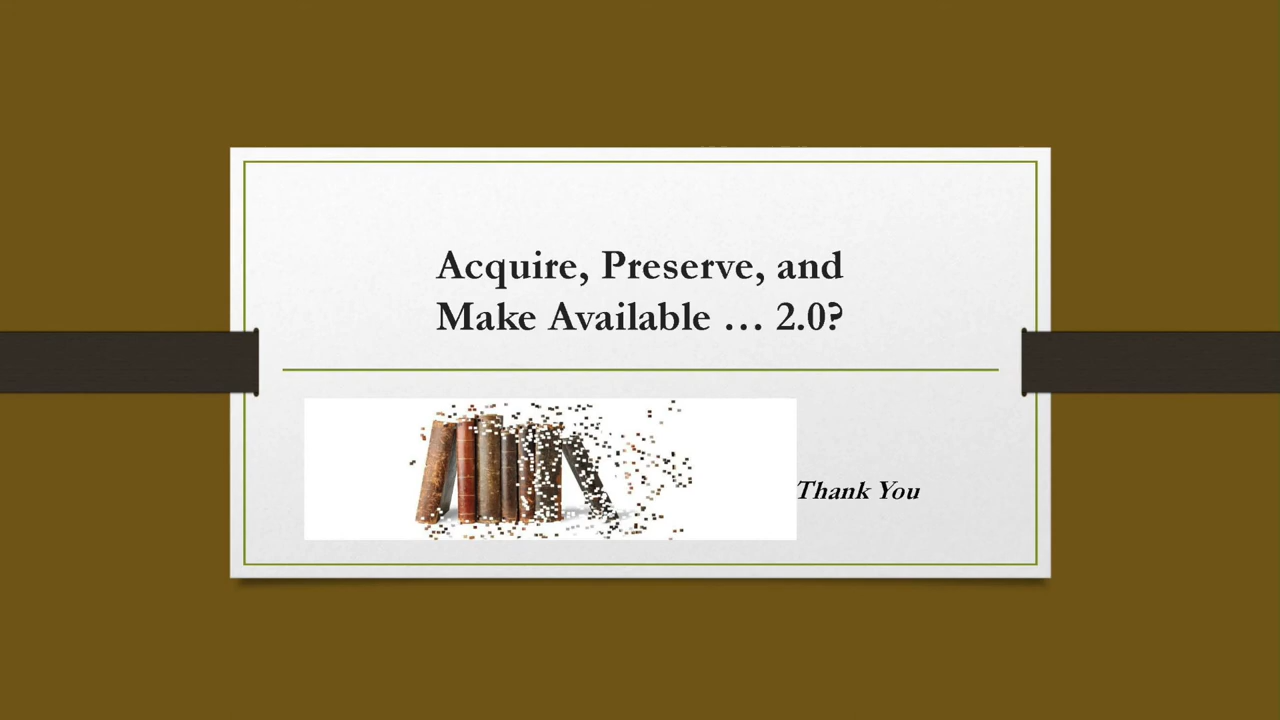 Acquire, Preserve, and
Make Available … 2.0?
Thank You